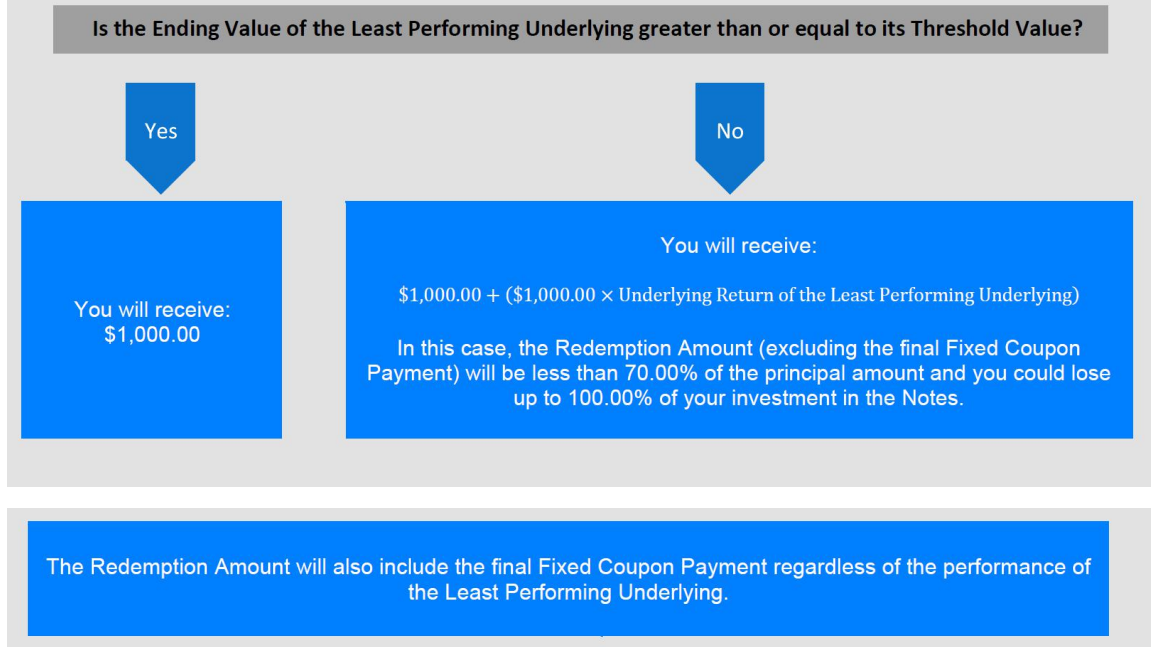 Is the Ending Value of the Least Performing Underlying greater than or equal to its Threshold Value?
Yes
No
You will receive:
$1,000.00
You will receive:
$1,000.00 + ($1,000.00 × Underlying Return of the Least Performing Underlying)
In this case, the Redemption Amount (excluding the final Fixed Coupon
Payment) will be less than 70.00% of the principal amount and you could lose
up to 100.00% of your investment in the Notes.
The Redemption Amount will also include the final Fixed Coupon Payment regardless of the performance of
the Least Performing Underlying.